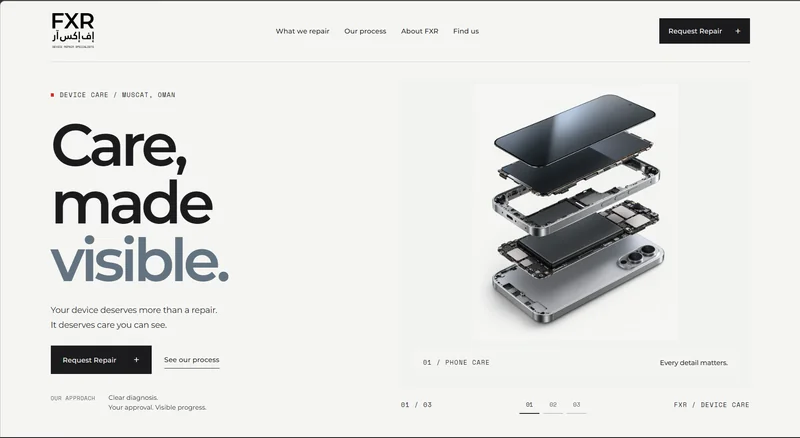 FXR
إف إكس آر
DEVICE REPAIR SPECIALISTS
What we repair
Our process
About FXR
Find us
Request Repair +
DEVICE CARE / MUSCAT, OMAN
Care,
made
visible.
Your device deserves more than a repair.
It deserves care you can see.
Request Repair +
See our process
OUR APPROACH
Clear diagnosis.
Your approval. Visible progress.
01 / PHONE CARE
Every detail matters.
01 / 03
01
02
03
FXR / DEVICE CARE